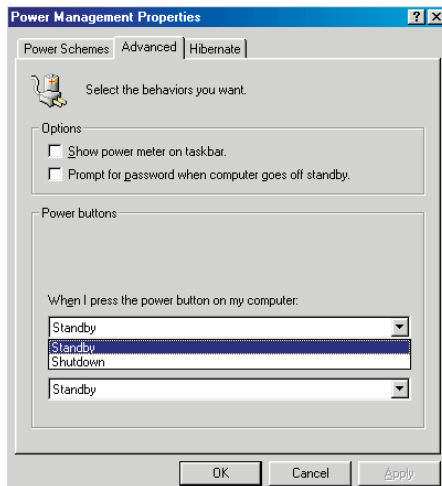 Power Management Properties
Power Schemes Advanced Hibernate
Select the behaviors you want.
Options
Show power meter on taskbar.
Prompt for password when computer goes off standby.
Power buttons
When I press the power button on my computer:
Standby
Standby
Shutdown
Standby
OK Cancel Apply